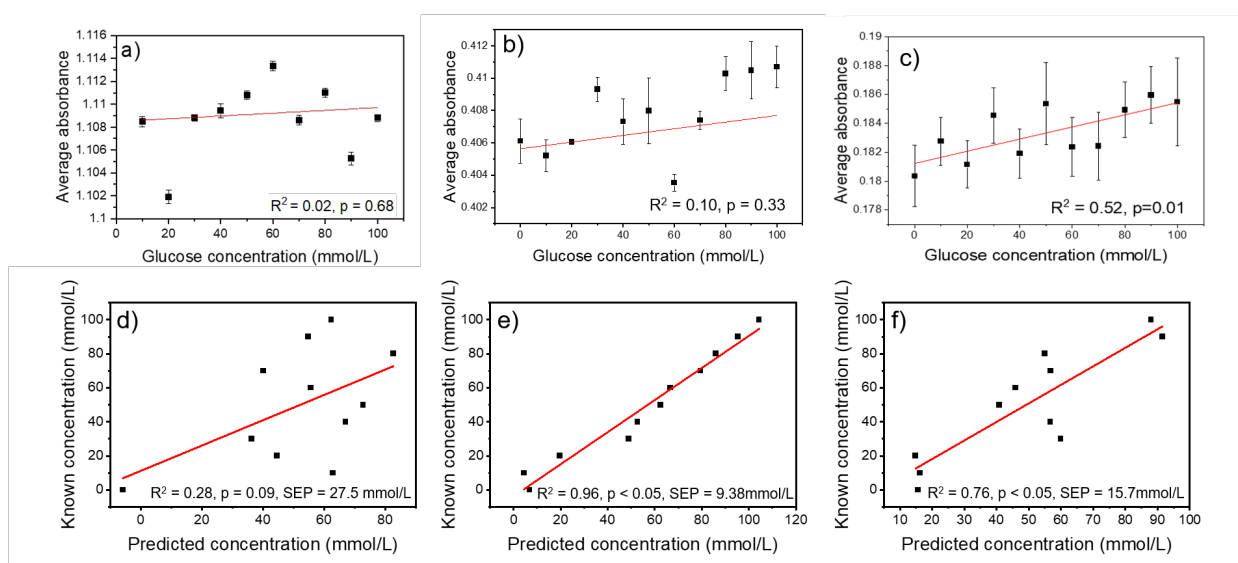 a)
1.116
1.114
1.112
1.110
1.108
1.106
1.104
1.102
1.1
Average absorbance
R² = 0.02, p = 0.68
0 20 40 60 80 100
Glucose concentration (mmol/L)
b)
0.412
0.41
0.408
0.406
0.404
0.402
Average absorbance
R² = 0.10, p = 0.33
0 20 40 60 80 100
Glucose concentration (mmol/L)
c)
0.19
0.188
0.186
0.184
0.182
0.18
0.178
Average absorbance
R² = 0.52, p=0.01
0 20 40 60 80 100
Glucose concentration (mmol/L)
d)
100
80
60
40
20
0
Known concentration (mmol/L)
R² = 0.28, p = 0.09, SEP = 27.5 mmol/L
0 20 40 60 80
Predicted concentration (mmol/L)
e)
100
80
60
40
20
0
Known concentration (mmol/L)
R² = 0.96, p < 0.05, SEP = 9.38mmol/L
0 20 40 60 80 100 120
Predicted concentration (mmol/L)
f)
100
80
60
40
20
0
Known concentration (mmol/L)
R² = 0.76, p < 0.05, SEP = 15.7mmol/L
10 20 30 40 50 60 70 80 90 100
Predicted concentration (mmol/L)